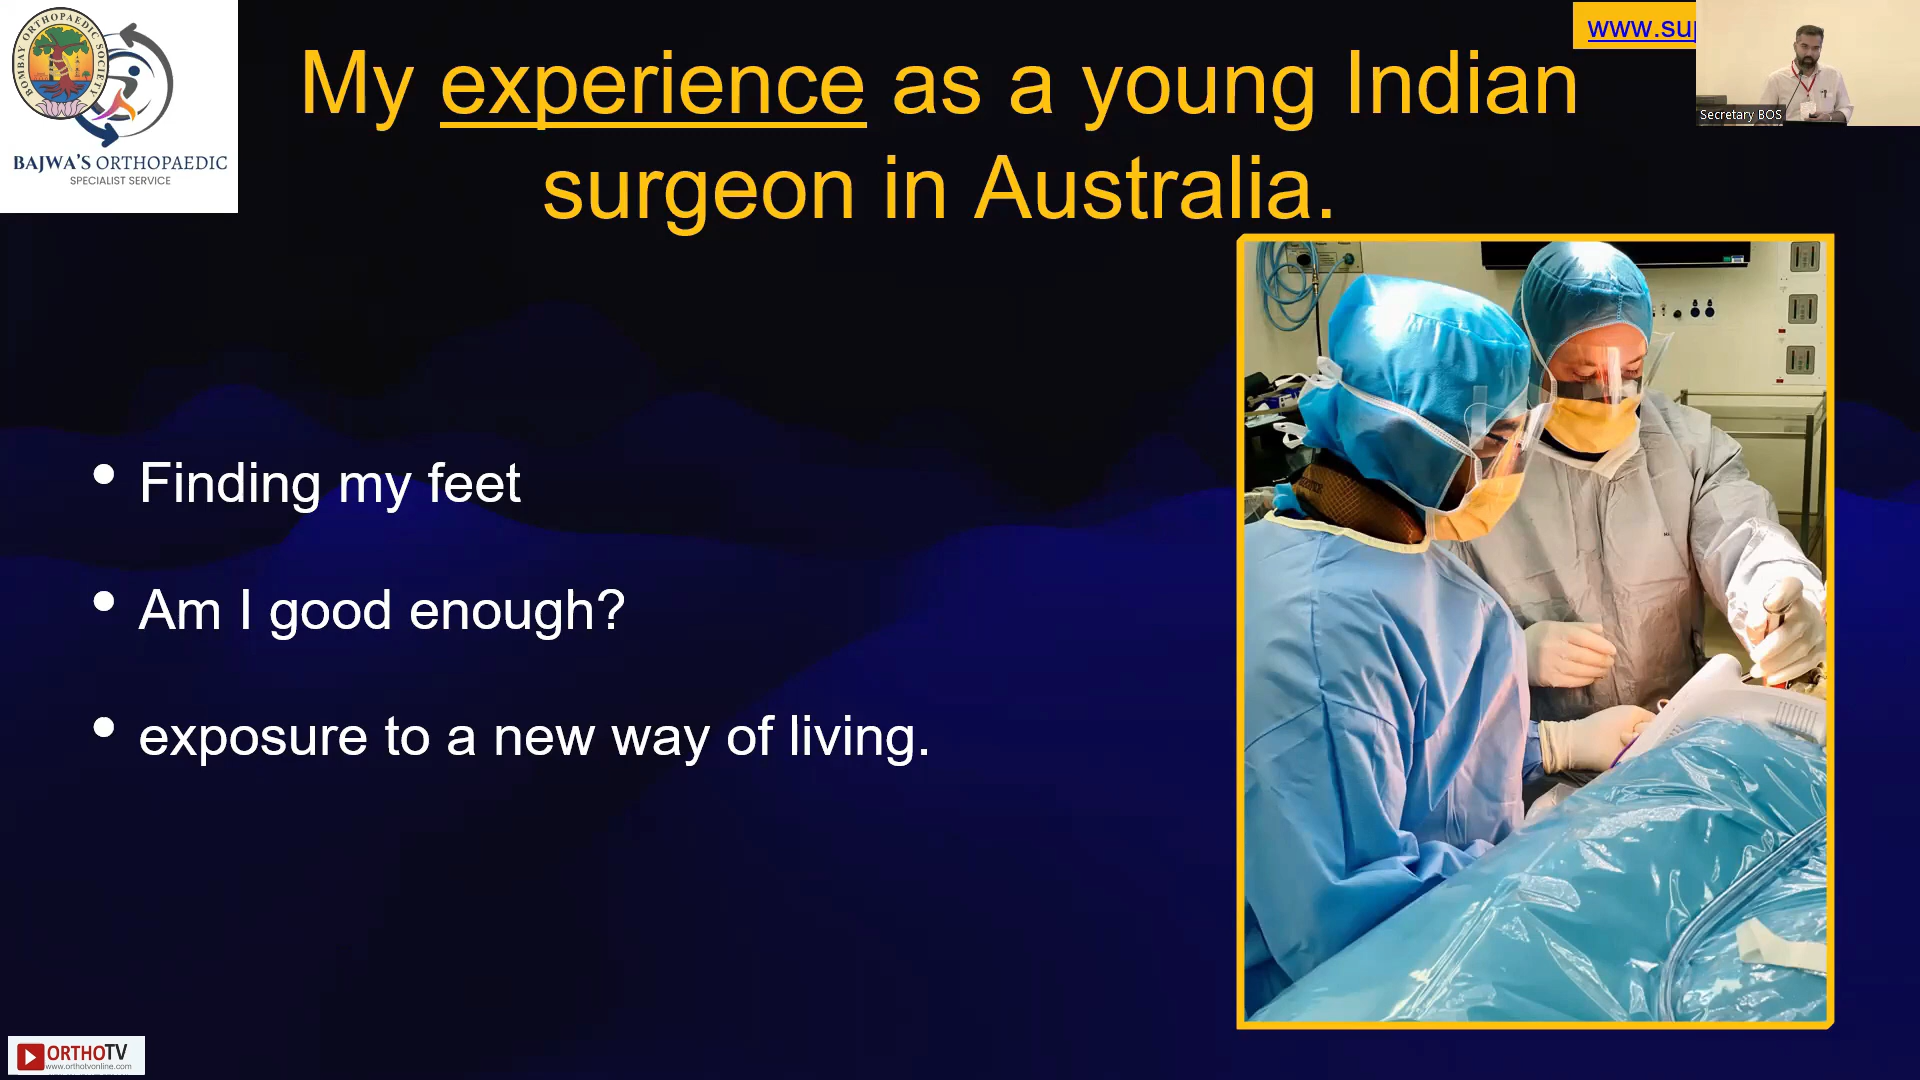 BOMBAY ORTHOPAEDIC SOCIETY
BAJWA'S ORTHOPAEDIC
SPECIALIST SERVICE
My experience as a young Indian
surgeon in Australia.
www.su
Secretary BOS
• Finding my feet
• Am I good enough?
• exposure to a new way of living.
ORTHOTV
www.orthotvonline.com